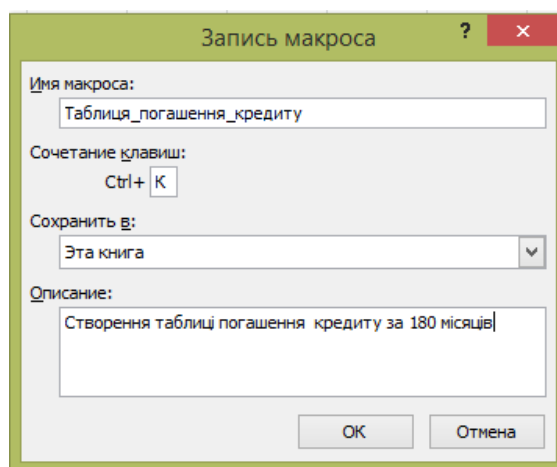 Запись макроса
?
Имя макроса:
Таблиця_погашення_кредиту
Сочетание клавиш:
Ctrl+ К
Сохранить в:
Эта книга
Описание:
Створення таблиці погашення кредиту за 180 місяців
ОК
Отмена